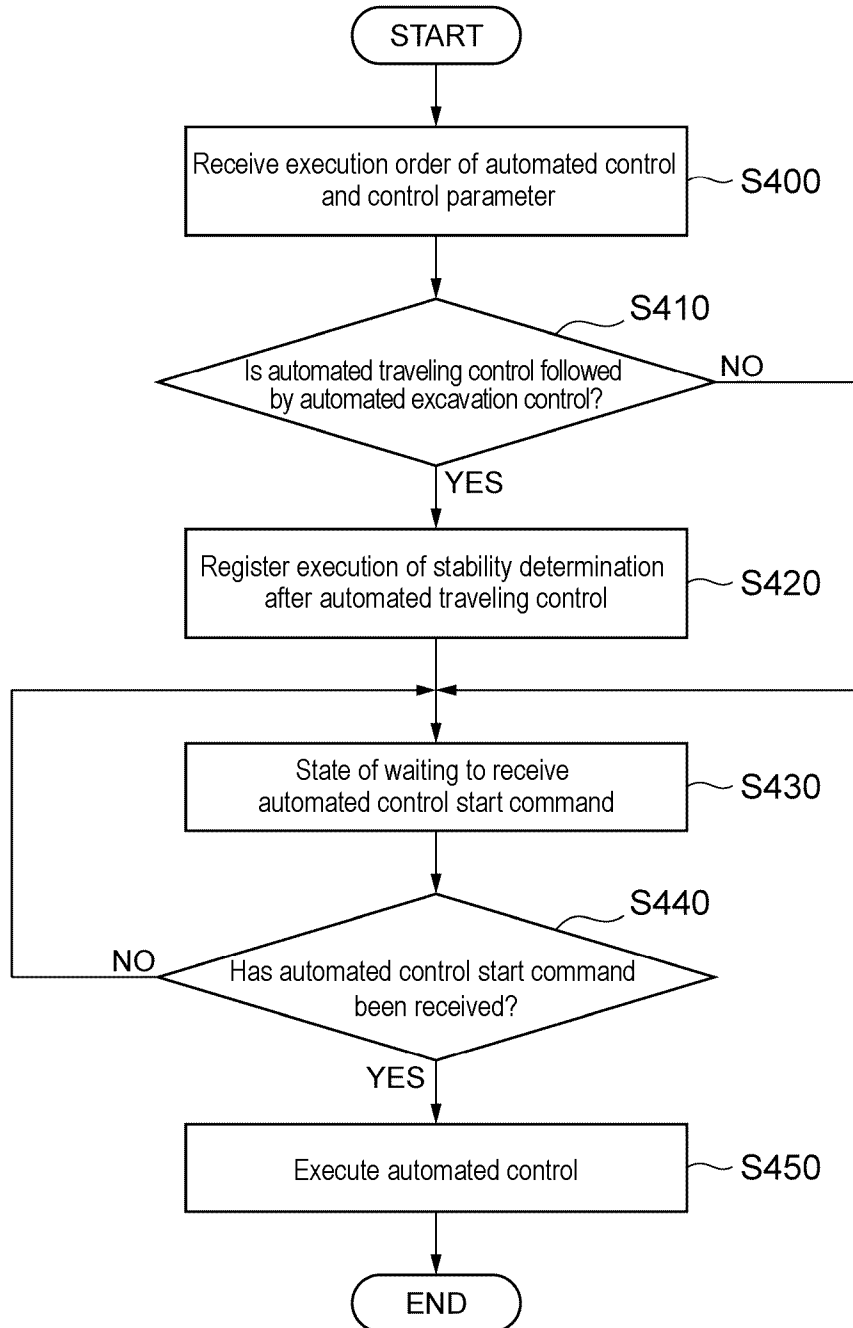 START
Receive execution order of automated control
and control parameter
S400
S410
Is automated traveling control followed
by automated excavation control?
NO
YES
Register execution of stability determination
after automated traveling control
S420
State of waiting to receive
automated control start command
S430
S440
Has automated control start command
been received?
NO
YES
Execute automated control
S450
END